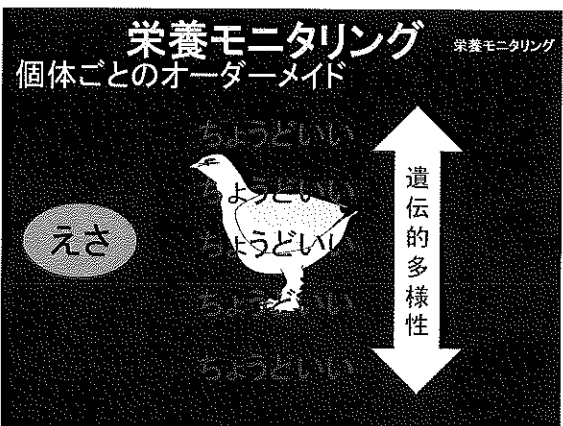 栄養モニタリング
栄養モニタリング
個体ごとのオーダーメイド
ちょうどいい
ちょうどいい
えさ
ちょうどいい
ちょうどいい
ちょうどいい
遺伝的多様性